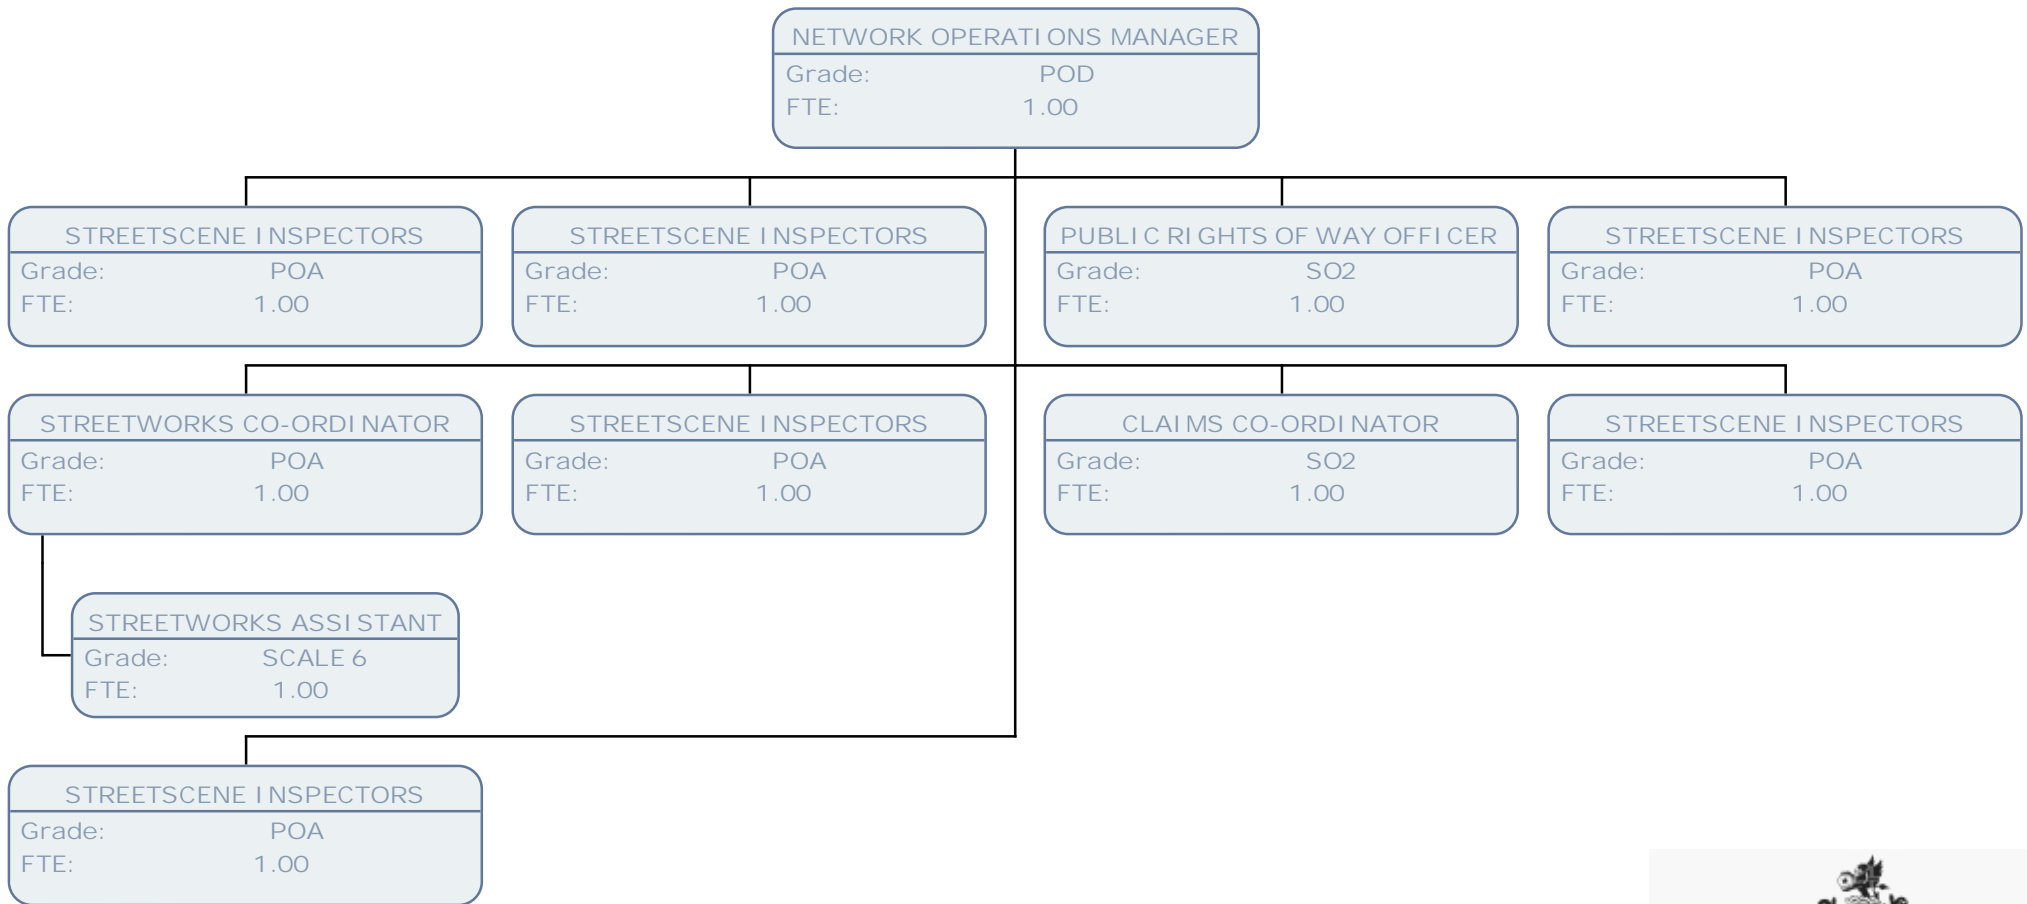 NETWORK OPERATIONS MANAGER
Grade: POD
FTE: 1.00
STREETSCENE INSPECTORS
Grade: POA
FTE: 1.00
STREETSCENE INSPECTORS
Grade: POA
FTE: 1.00
PUBLIC RIGHTS OF WAY OFFICER
Grade: SO2
FTE: 1.00
STREETSCENE INSPECTORS
Grade: POA
FTE: 1.00
STREETWORKS CO-ORDINATOR
Grade: POA
FTE: 1.00
STREETSCENE INSPECTORS
Grade: POA
FTE: 1.00
CLAIMS CO-ORDINATOR
Grade: SO2
FTE: 1.00
STREETSCENE INSPECTORS
Grade: POA
FTE: 1.00
STREETWORKS ASSISTANT
Grade: SCALE 6
FTE: 1.00
STREETSCENE INSPECTORS
Grade: POA
FTE: 1.00